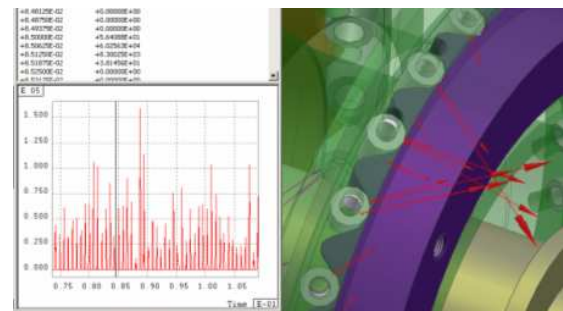 +8.48125E-02 +0.00000E+00
+8.48750E-02 +0.00000E+00
+8.49375E-02 +0.00000E+00
+8.50000E-02 +5.64088E+01
+8.50625E-02 +6.02563E+04
+8.51250E-02 +8.30025E+03
+8.51875E-02 +3.81456E+01
+8.52500E-02 +0.00000E+00
E 05
1.500
1.250
1.000
0.750
0.500
0.250
0.000
0.75 0.80 0.85 0.90 0.95 1.00 1.05
Time [E-01]